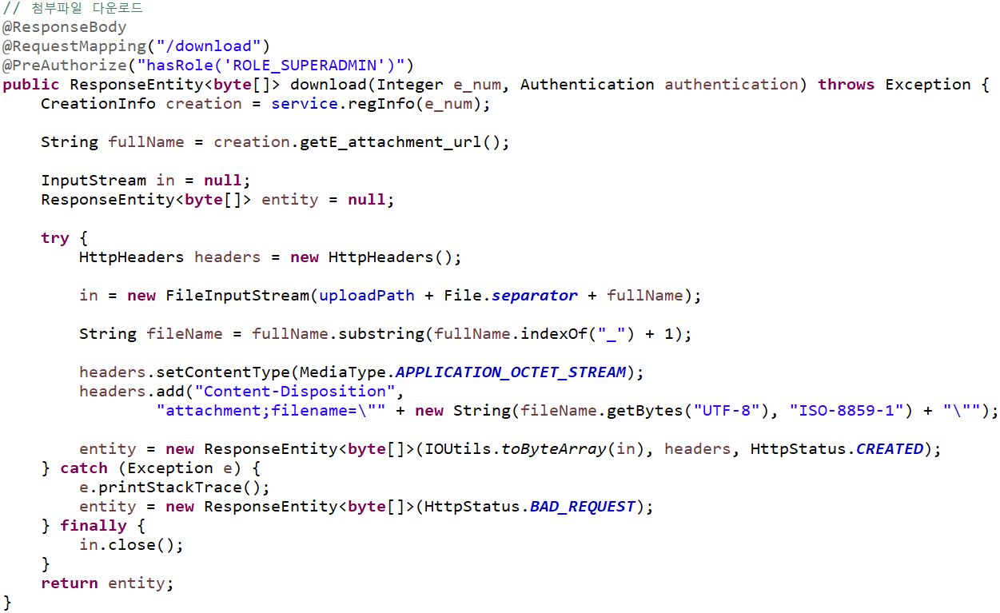 // 첨부파일 다운로드
@ResponseBody
@RequestMapping("/download")
@PreAuthorize("hasRole('ROLE_SUPERADMIN')")
public ResponseEntity<byte[]> download(Integer e_num, Authentication authentication) throws Exception {
    CreationInfo creation = service.regInfo(e_num);

    String fullName = creation.getE_attachment_url();

    InputStream in = null;
    ResponseEntity<byte[]> entity = null;

    try {
        HttpHeaders headers = new HttpHeaders();

        in = new FileInputStream(uploadPath + File.separator + fullName);

        String fileName = fullName.substring(fullName.indexOf("_") + 1);

        headers.setContentType(MediaType.APPLICATION_OCTET_STREAM);
        headers.add("Content-Disposition",
                "attachment;filename=\"" + new String(fileName.getBytes("UTF-8"), "ISO-8859-1") + "\"");

        entity = new ResponseEntity<byte[]>(IOUtils.toByteArray(in), headers, HttpStatus.CREATED);
    } catch (Exception e) {
        e.printStackTrace();
        entity = new ResponseEntity<byte[]>(HttpStatus.BAD_REQUEST);
    } finally {
        in.close();
    }
    return entity;
}